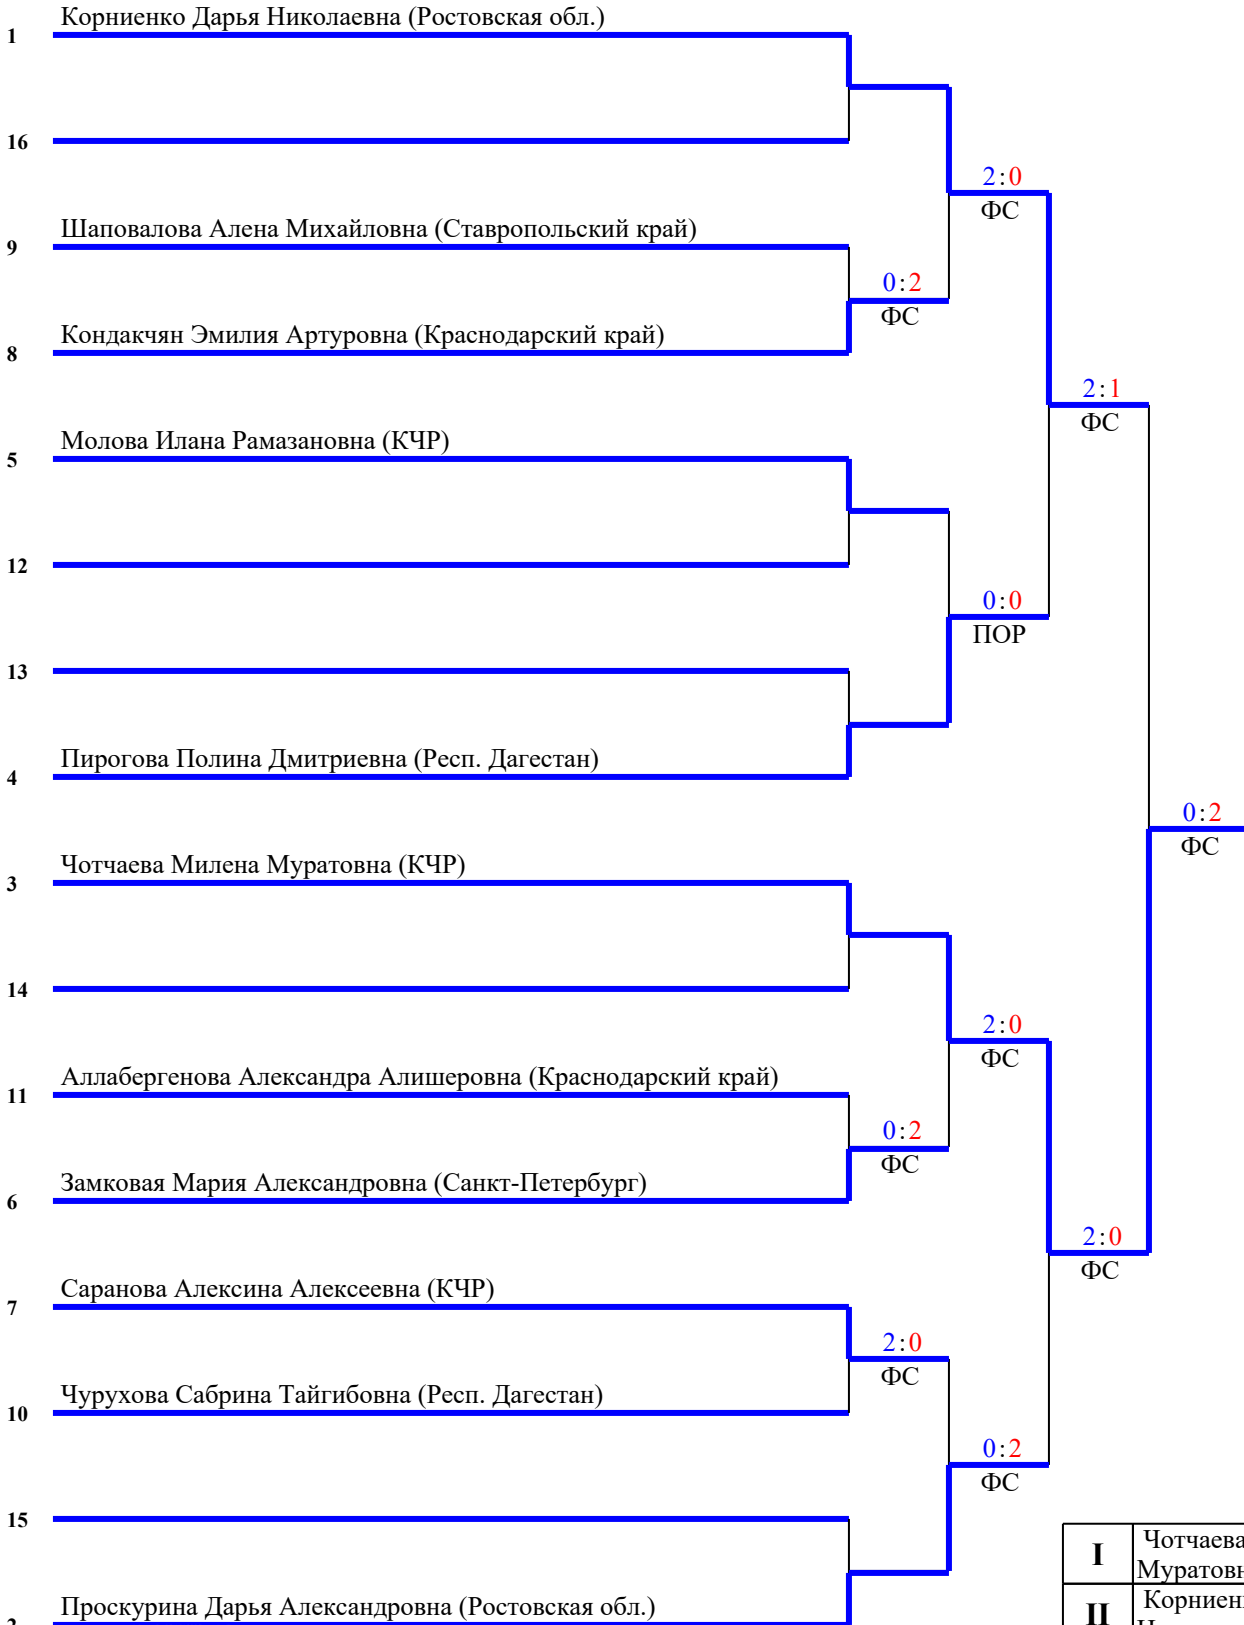 Корниенко Дарья Николаевна (Ростовская обл.)
1
16
2:0
ФС
Шаповалова Алена Михайловна (Ставропольский край)
9
0:2
ФС
Кондакчян Эмилия Артуровна (Краснодарский край)
8
2:1
ФС
Молова Илана Рамазановна (КЧР)
5
12
0:0
ПОР
13
Пирогова Полина Дмитриевна (Респ. Дагестан)
4
0:2
ФС
Чотчаева Милена Муратовна (КЧР)
3
14
2:0
ФС
Аллабергенова Александра Алишеровна (Краснодарский край)
11
0:2
ФС
Замковая Мария Александровна (Санкт-Петербург)
6
2:0
ФС
Саранова Алексина Алексеевна (КЧР)
7
2:0
ФС
Чурухова Сабрина Тайгибовна (Респ. Дагестан)
10
0:2
ФС
15
I
Чотчаева
Проскурина Дарья Александровна (Ростовская обл.)
II